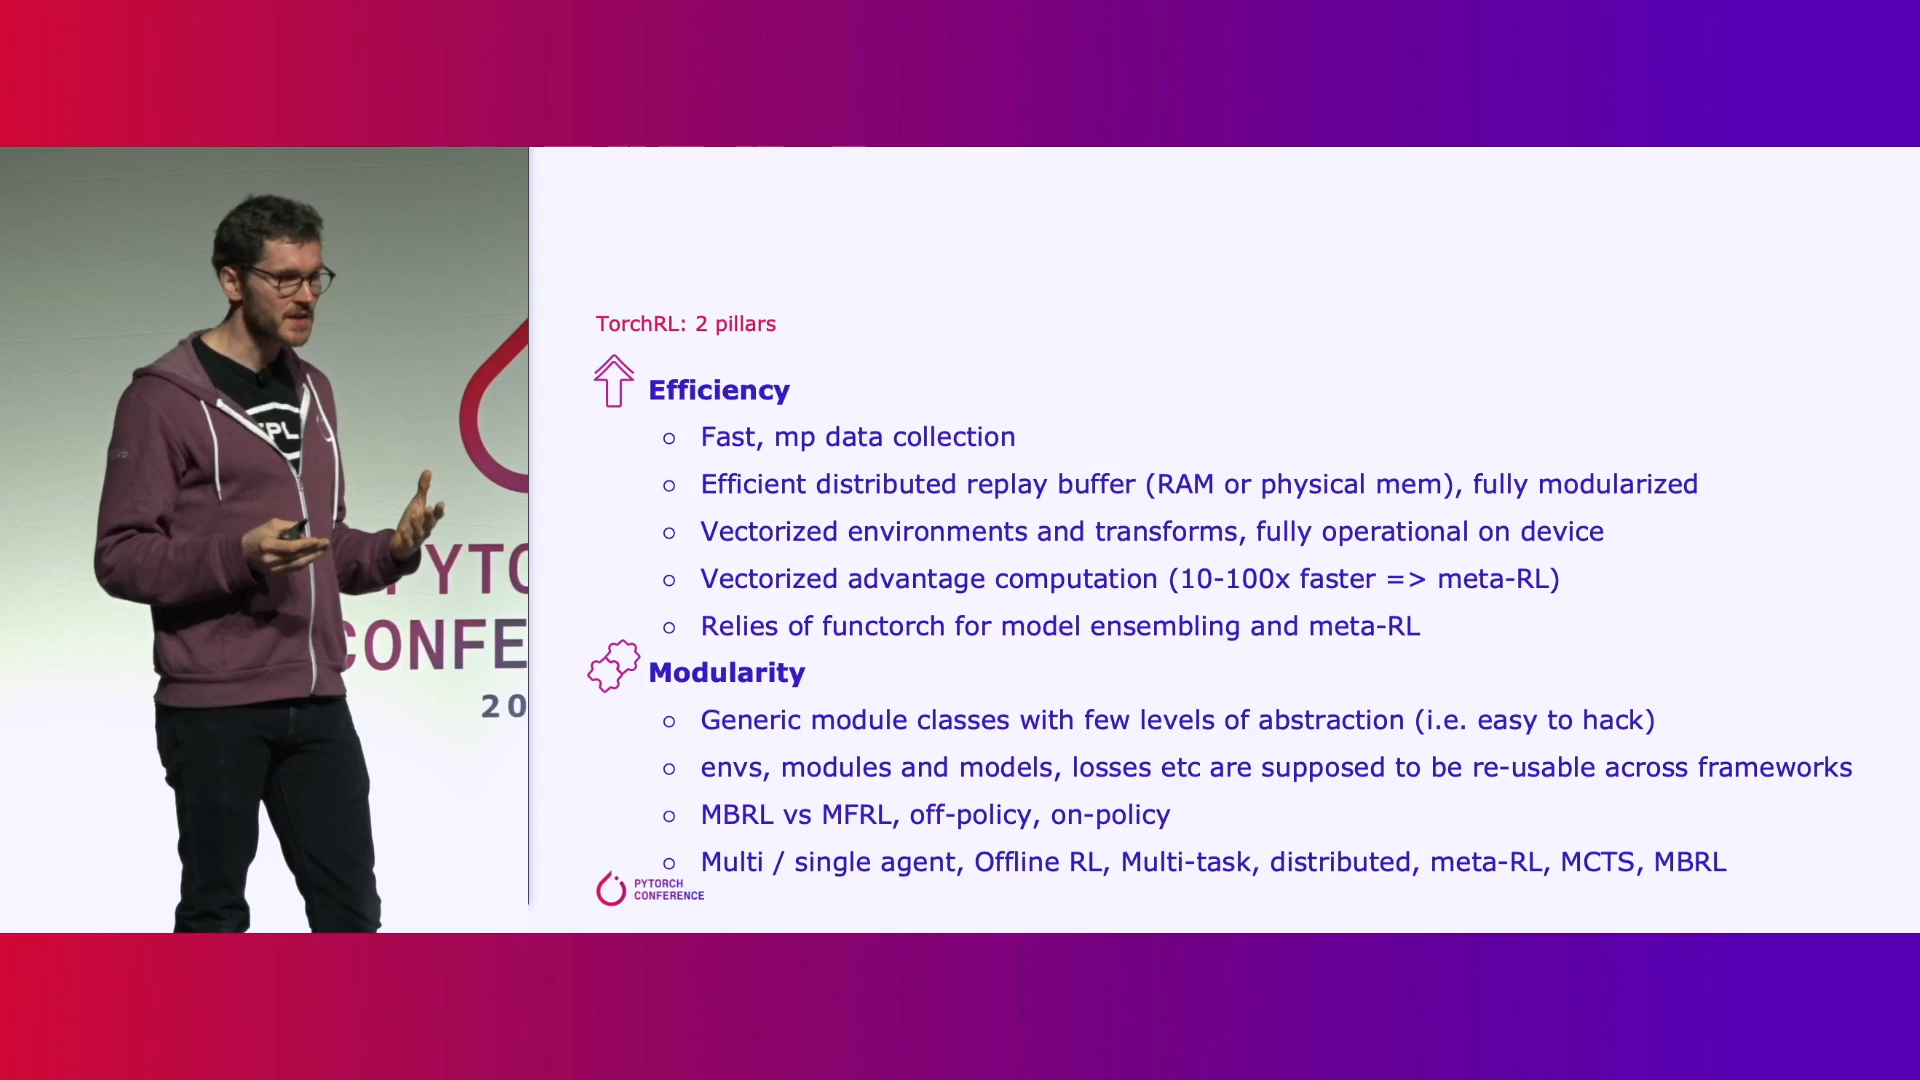 TorchRL: 2 pillars
Efficiency
Fast, mp data collection
Efficient distributed replay buffer (RAM or physical mem), fully modularized
Vectorized environments and transforms, fully operational on device
Vectorized advantage computation (10-100x faster => meta-RL)
Relies of functorch for model ensembling and meta-RL
Modularity
Generic module classes with few levels of abstraction (i.e. easy to hack)
envs, modules and models, losses etc are supposed to be re-usable across frameworks
MBRL vs MFRL, off-policy, on-policy
Multi / single agent, Offline RL, Multi-task, distributed, meta-RL, MCTS, MBRL
PYTORCH
CONFERENCE
PYTO
CONFE
20